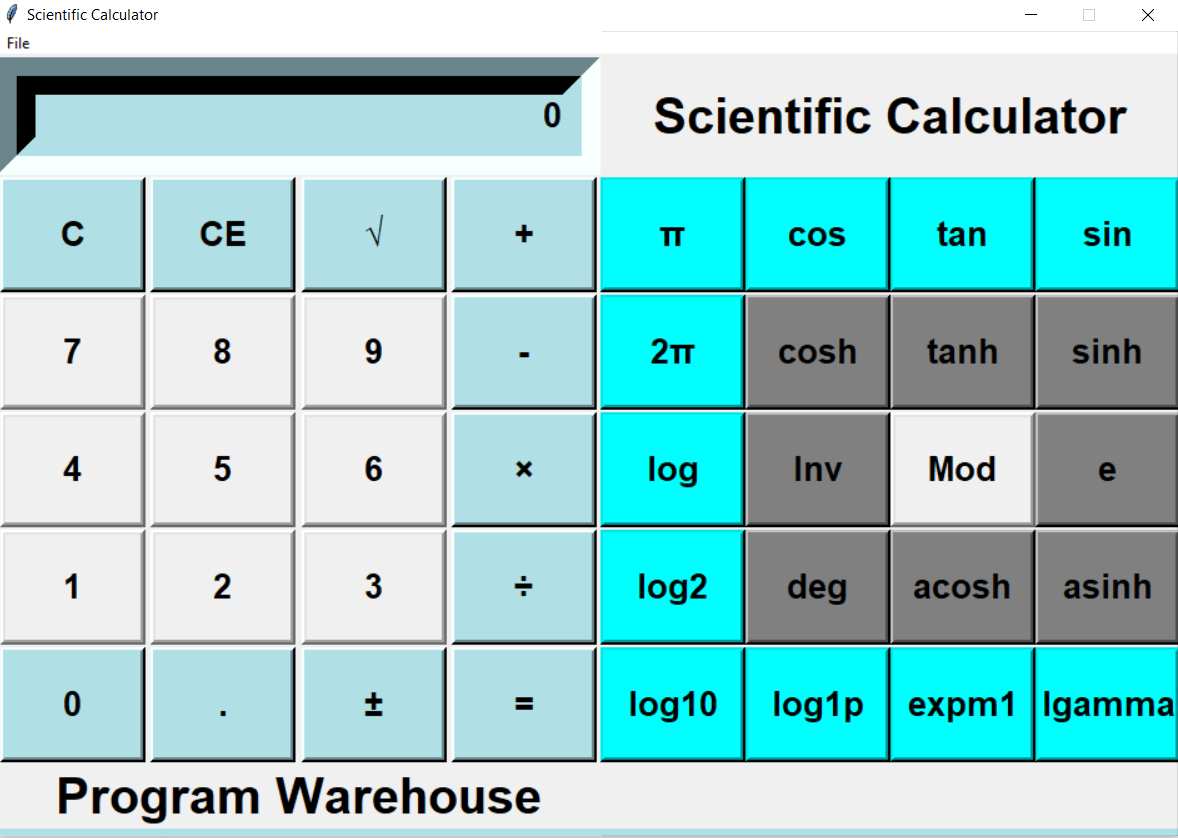 Scientific Calculator
File
0
Scientific Calculator
C CE √ + π cos tan sin
7 8 9 - 2π cosh tanh sinh
4 5 6 × log Inv Mod e
1 2 3 ÷ log2 deg acosh asinh
0 . ± = log10 log1p expm1 lgamma
Program Warehouse